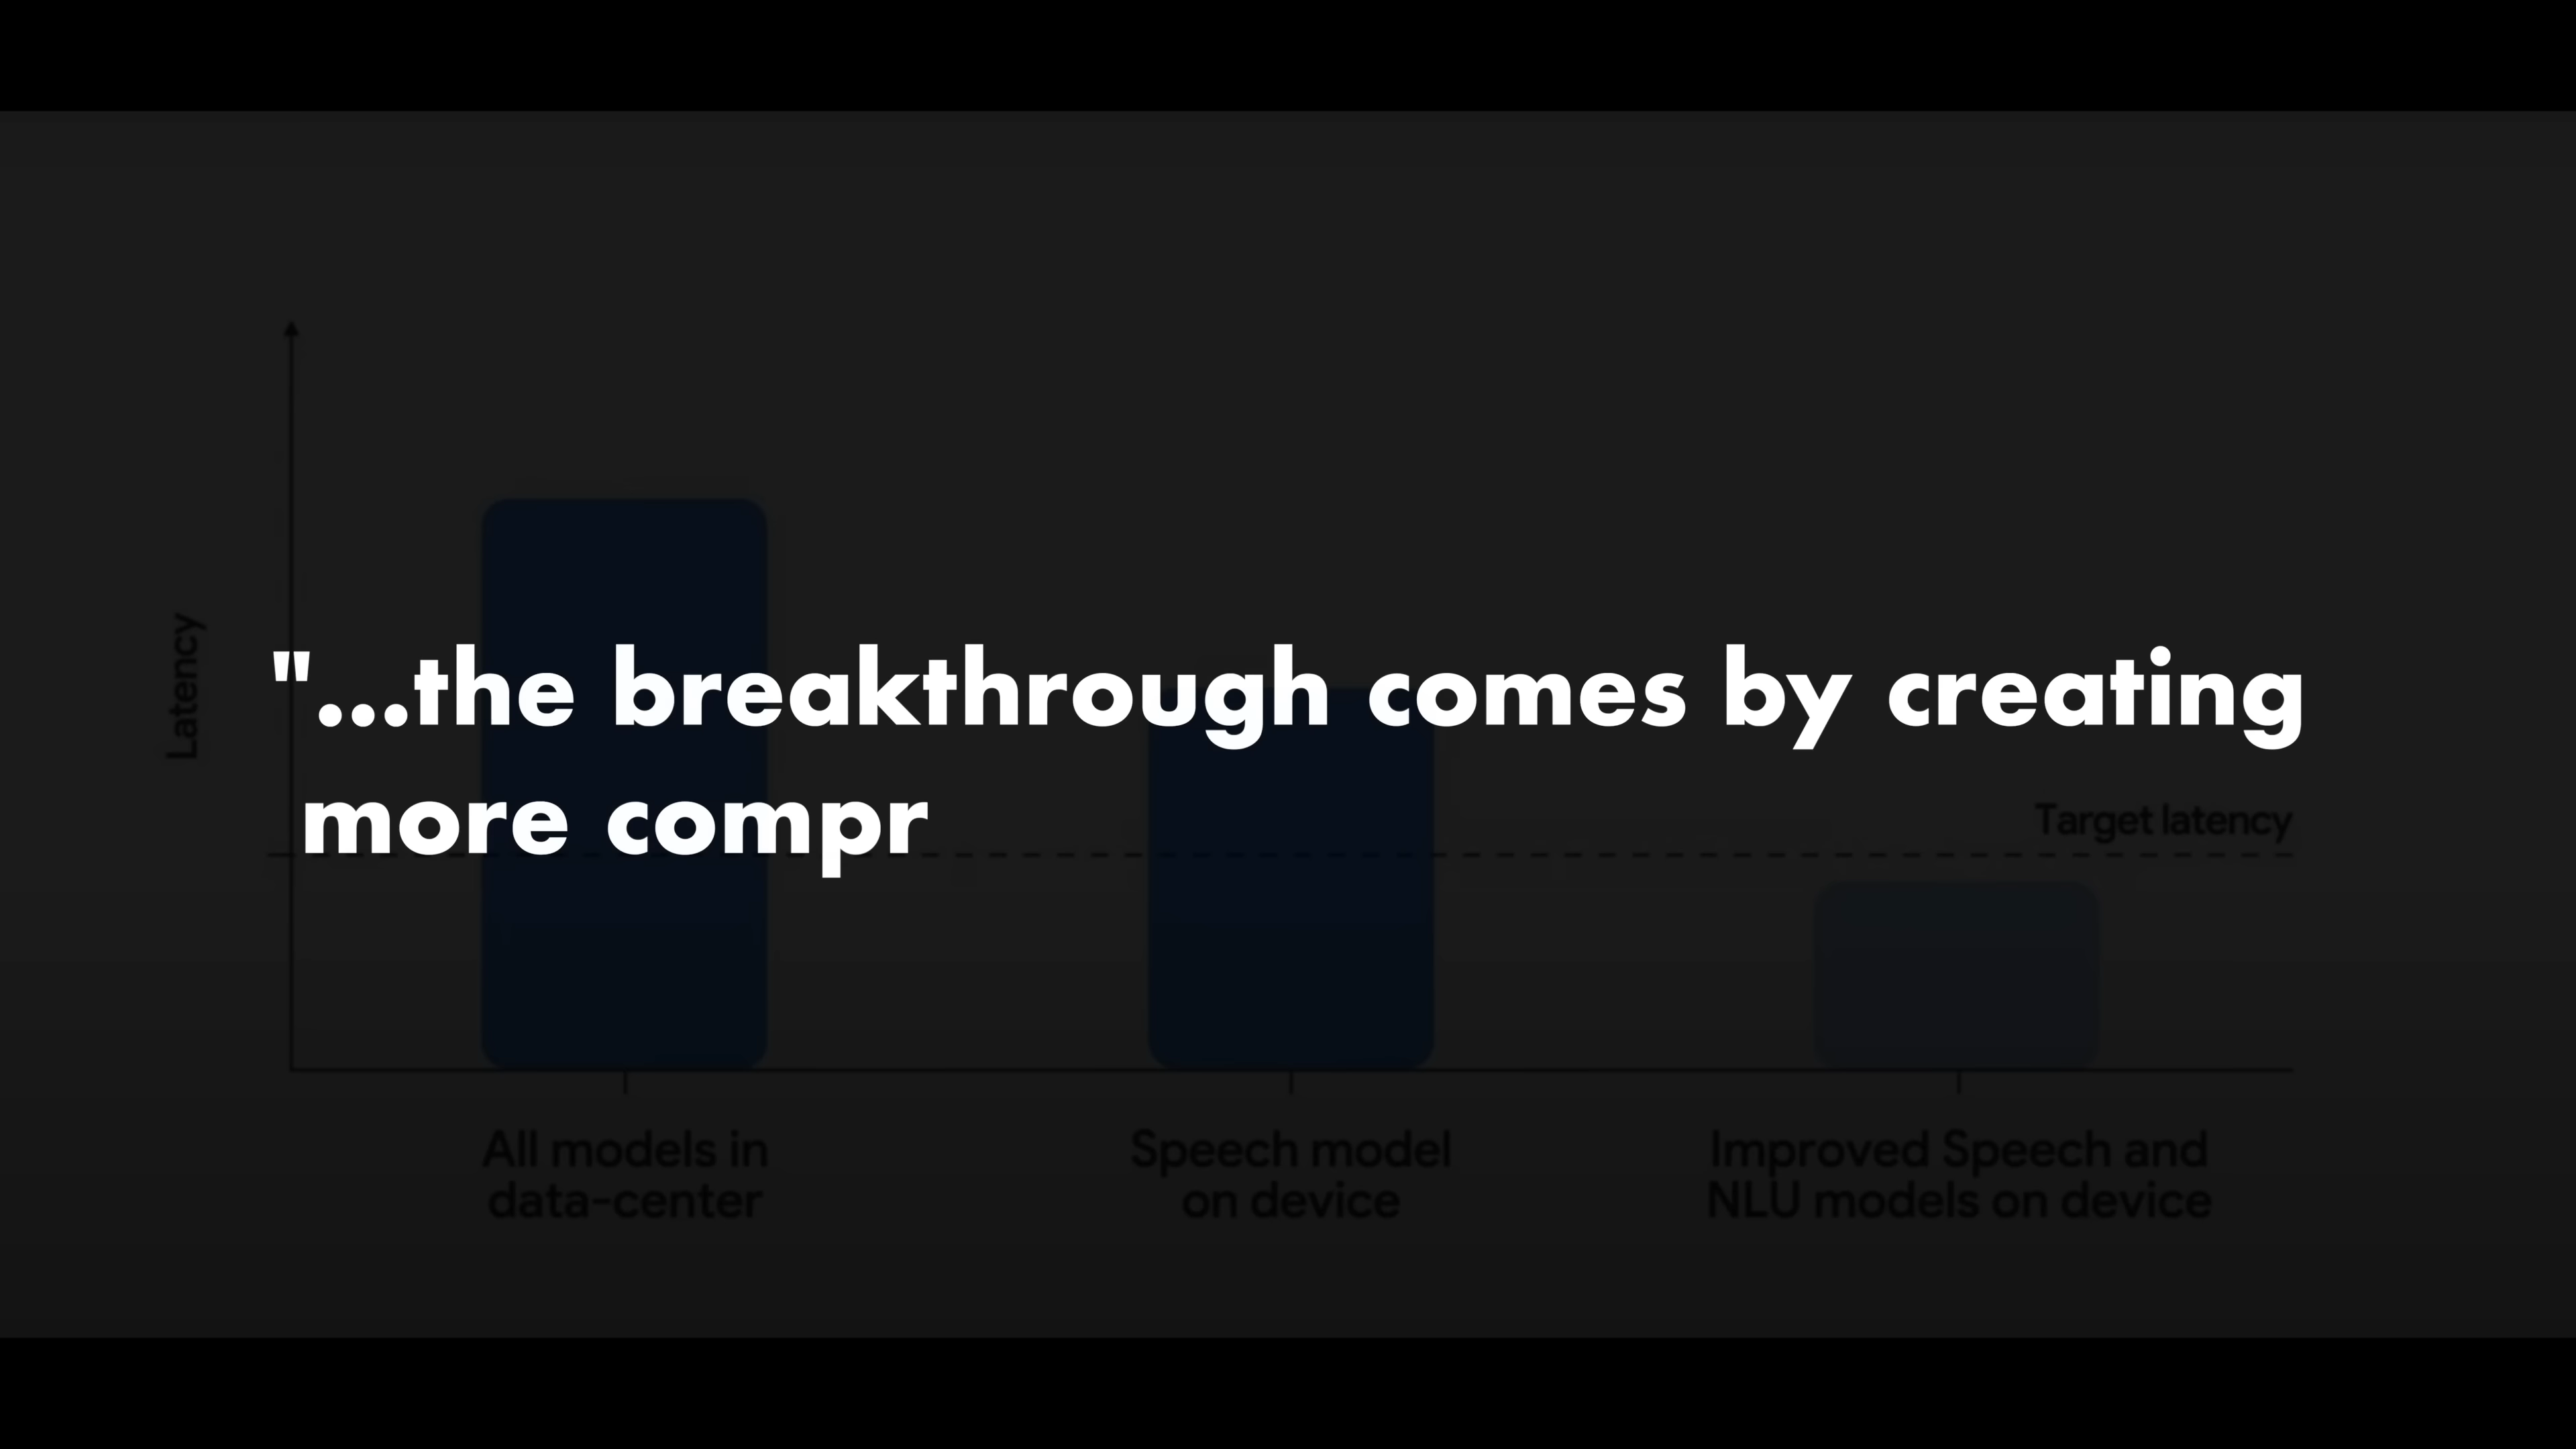 "...the breakthrough comes by creating
more compr
Latency
Target latency
All models in
data-center
Speech model
on device
Improved Speech and
NLU models on device